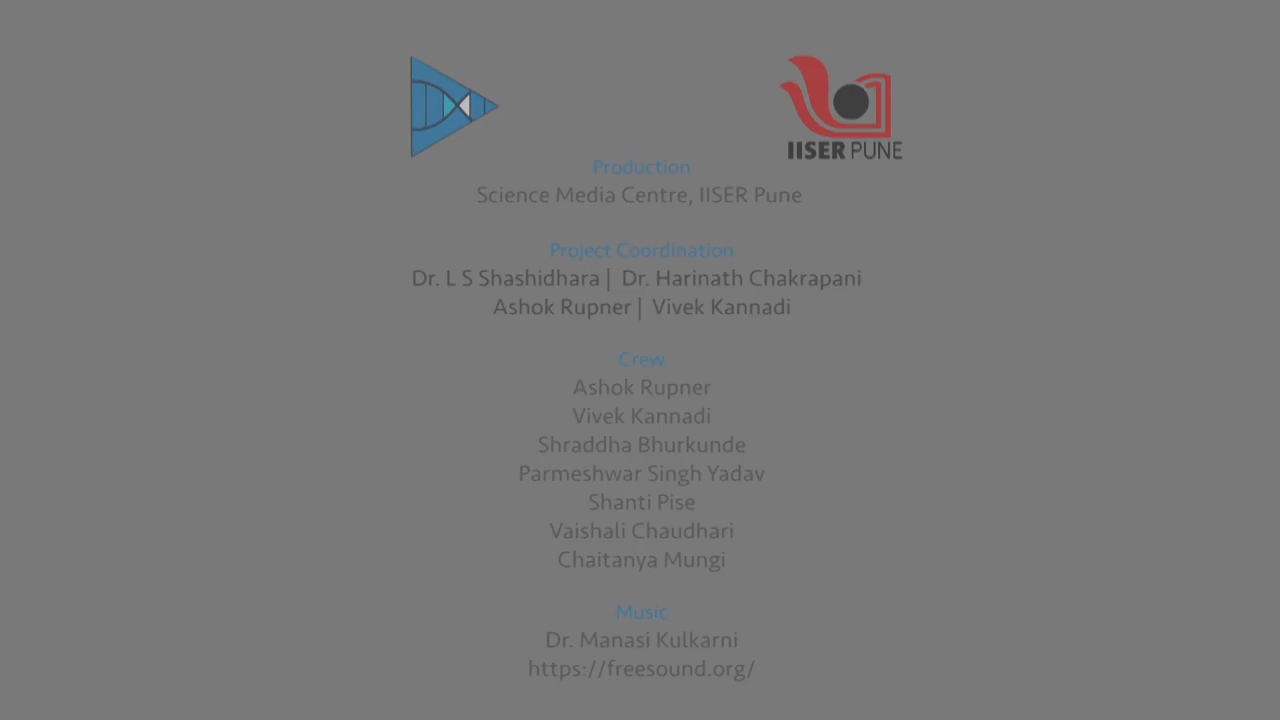 IISER PUNE
Production
Science Media Centre, IISER Pune
Project Coordination
Dr. L S Shashidhara | Dr. Harinath Chakrapani
Ashok Rupner | Vivek Kannadi
Crew
Ashok Rupner
Vivek Kannadi
Shraddha Bhurkunde
Parmeshwar Singh Yadav
Shanti Pise
Vaishali Chaudhari
Chaitanya Mungi
Music
Dr. Manasi Kulkarni
https://freesound.org/